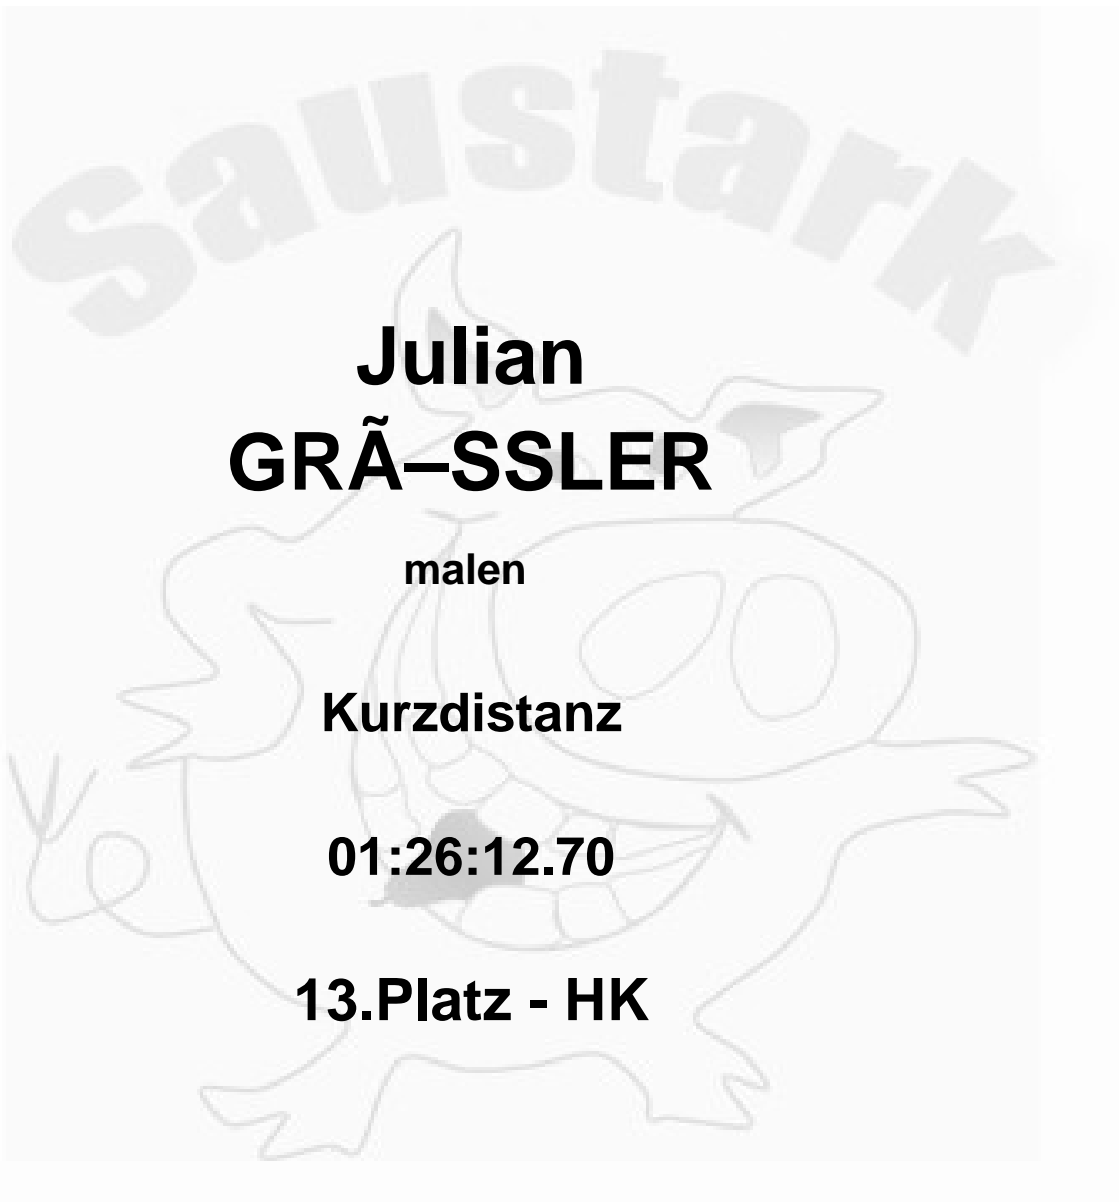 Saustark
Julian
GRÃ–SSLER
malen
Kurzdistanz
01:26:12.70
13.Platz - HK